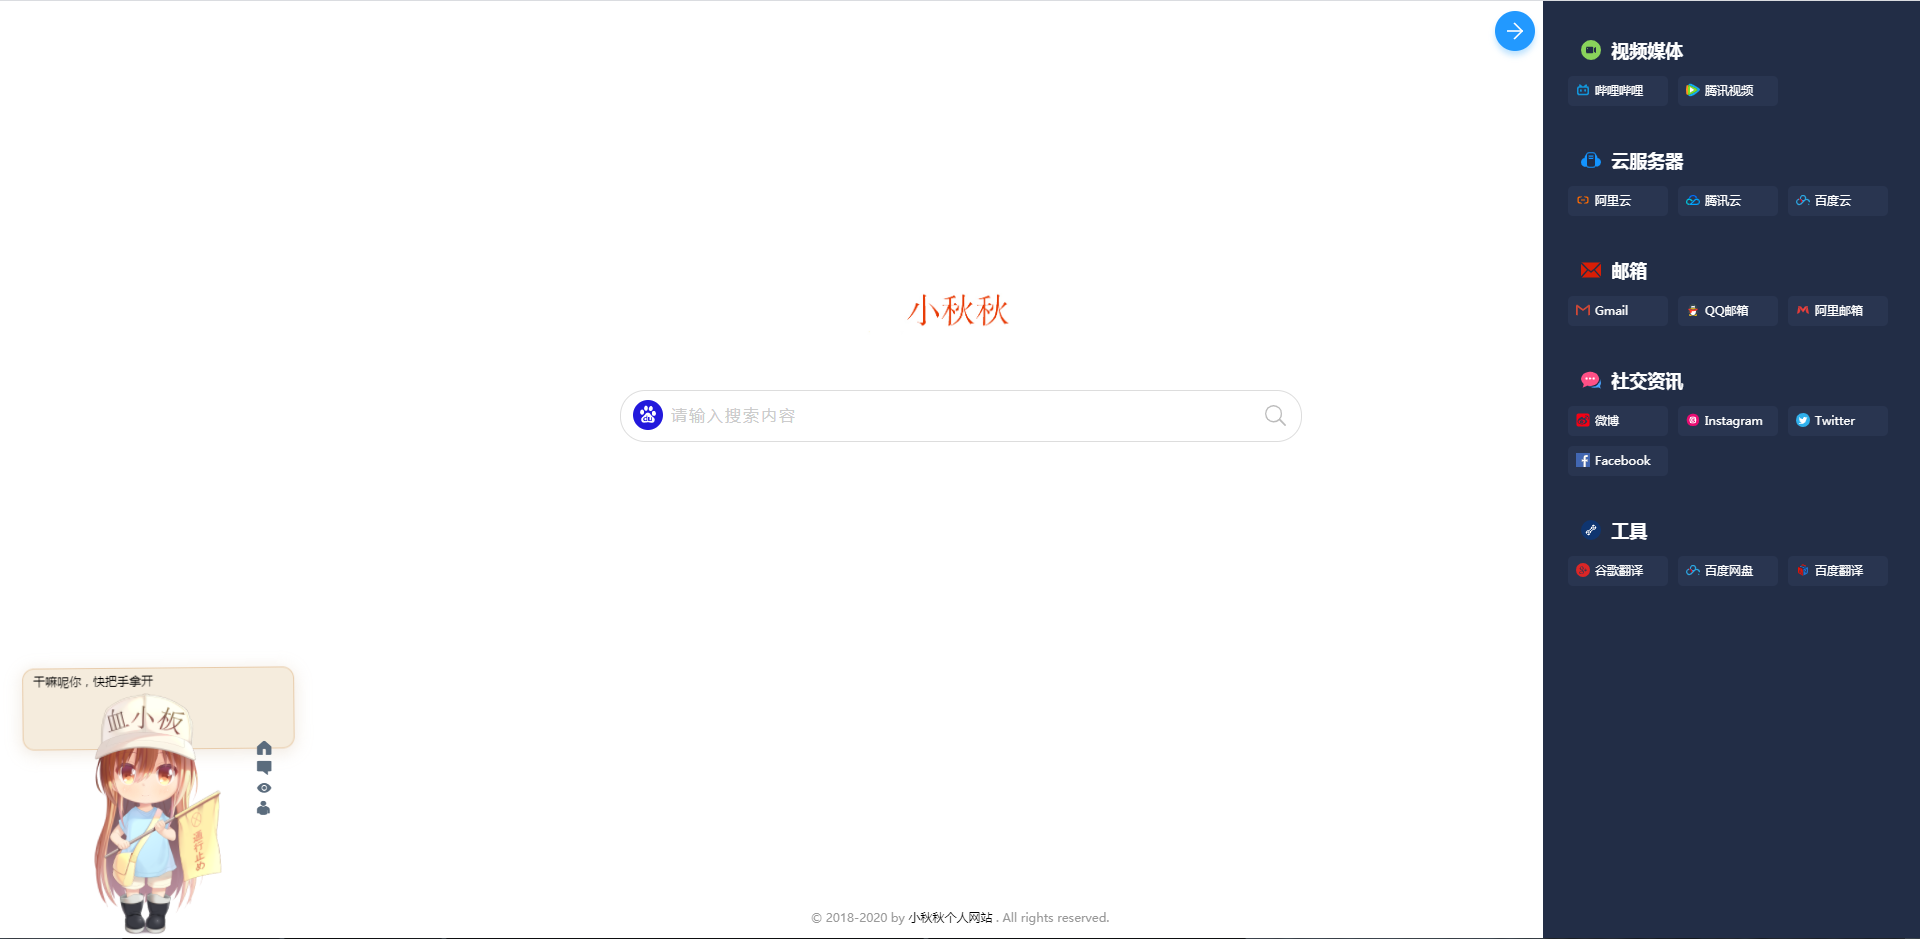 小秋秋
请输入搜索内容
干嘛呢你，快把手拿开
血小板
通行止め
© 2018-2020 by 小秋秋个人网站 . All rights reserved.
视频媒体
哔哩哔哩 腾讯视频
云服务器
阿里云 腾讯云 百度云
邮箱
Gmail QQ邮箱 阿里邮箱
社交资讯
微博 Instagram Twitter
Facebook
工具
谷歌翻译 百度网盘 百度翻译